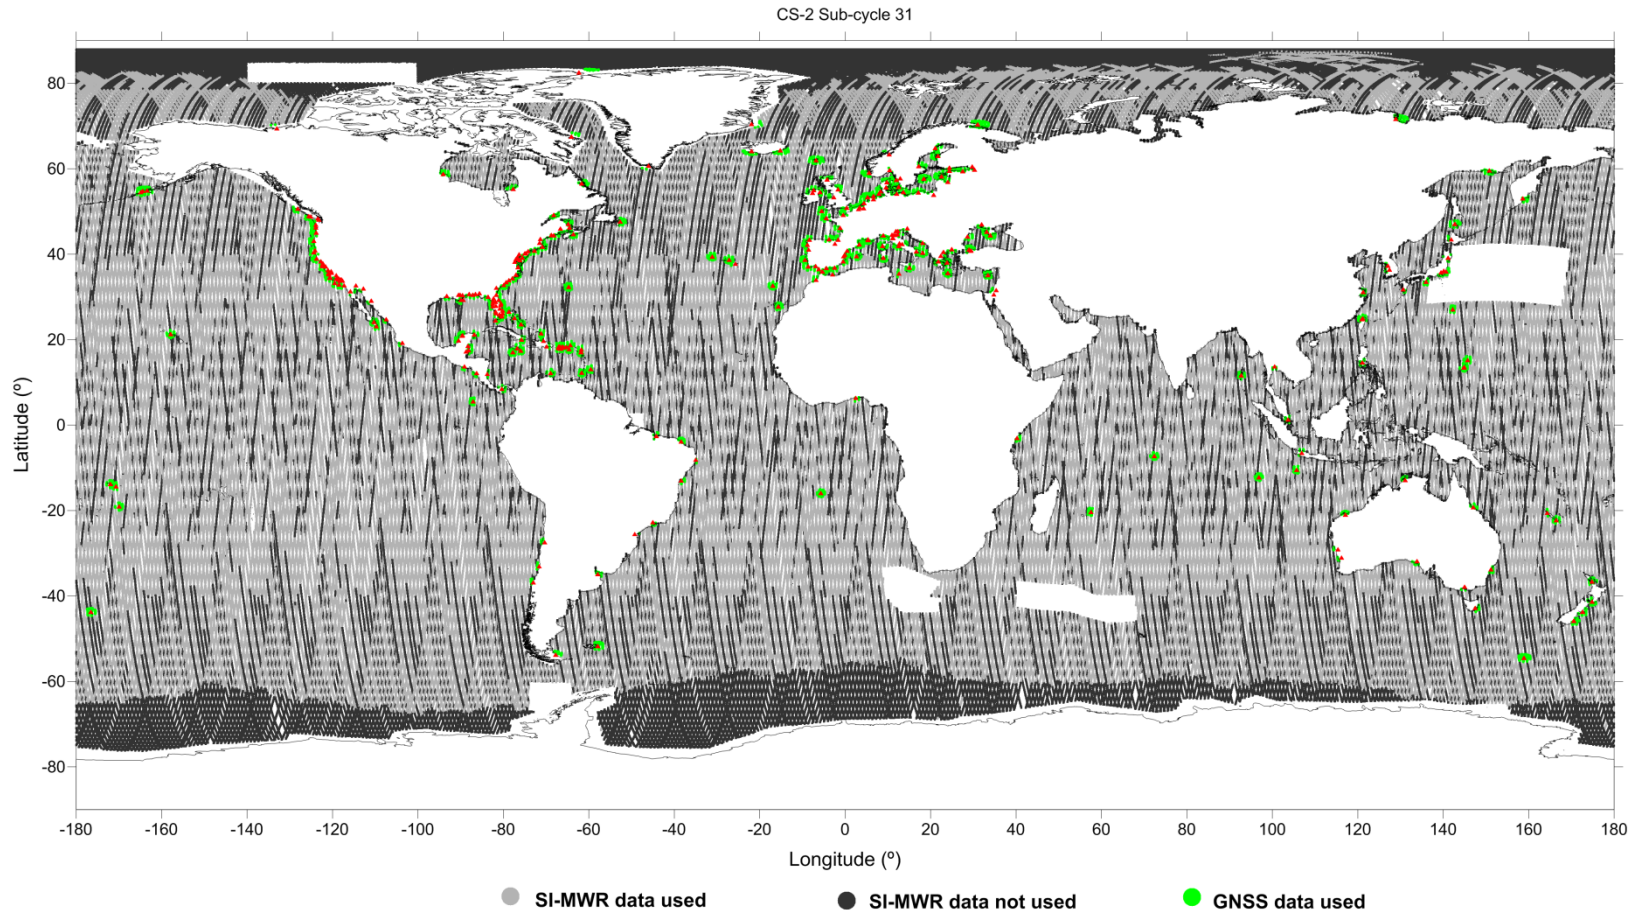 CS-2 Sub-cycle 31
80
60
40
20
0
-20
-40
-60
-80
Latitude (º)
-180 -160 -140 -120 -100 -80 -60 -40 -20 0 20 40 60 80 100 120 140 160 180
Longitude (º)
SI-MWR data used SI-MWR data not used GNSS data used